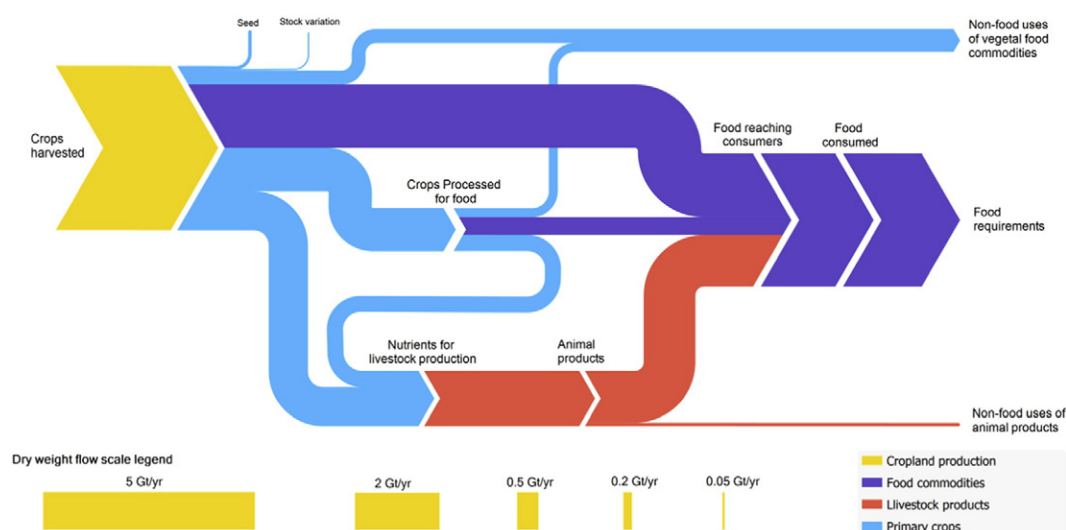 Seed
Stock variation
Non-food uses
of vegetal food
commodities
Crops
harvested
Food reaching
consumers
Food
consumed
Crops Processed
for food
Food
requirements
Nutrients for
livestock production
Animal
products
Non-food uses of
animal products
Dry weight flow scale legend
5 Gt/yr
2 Gt/yr
0.5 Gt/yr
0.2 Gt/yr
0.05 Gt/yr
Cropland production
Food commodities
Llivestock products
Primary crops